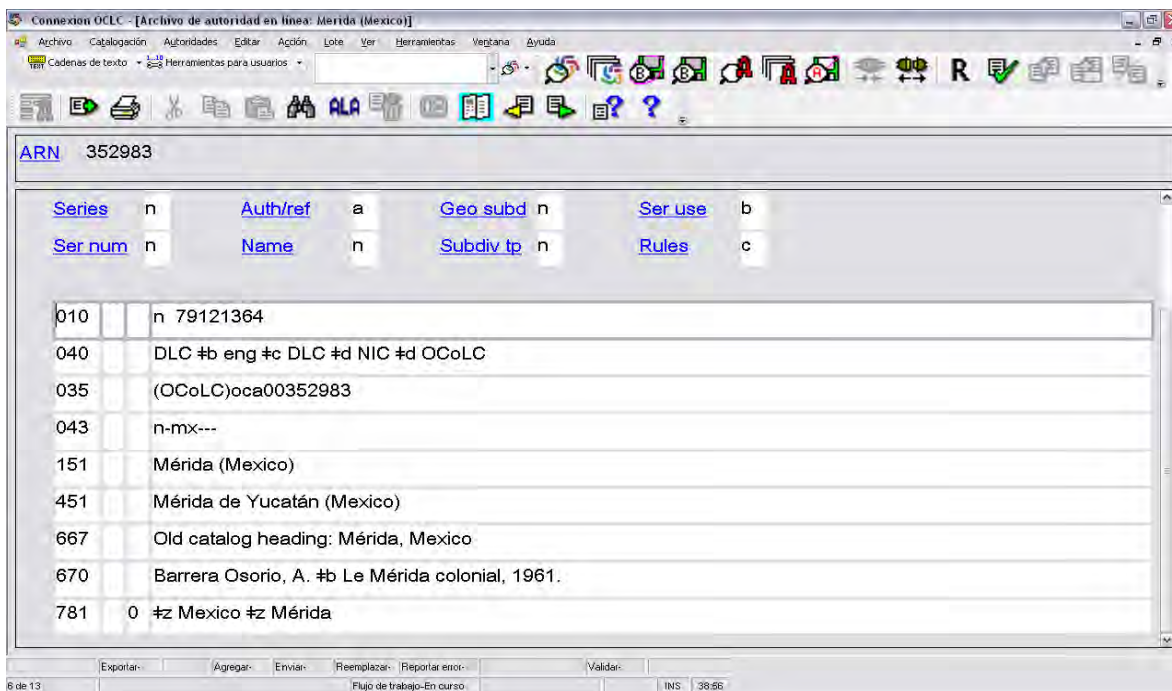 Connexion OCLC - [Archivo de autoridad en línea: Merida (Mexico)]
Archivo Catalogación Autoridades Editar Acción Lote Ver Herramientas Ventana Ayuda
TEXT Cadenas de texto Herramientas para usuarios
R
ALA
ARN 352983
Series n Auth/ref a Geo subd n Ser use b
Ser num n Name n Subdiv tp n Rules c
010 n 79121364
040 DLC ‡b eng ‡c DLC ‡d NIC ‡d OCoLC
035 (OCoLC)oca00352983
043 n-mx---
151 Mérida (Mexico)
451 Mérida de Yucatán (Mexico)
667 Old catalog heading: Mérida, Mexico
670 Barrera Osorio, A. ‡b Le Mérida colonial, 1961.
781 0 ‡z Mexico ‡z Mérida
Exportar- Agregar- Enviar- Reemplazar- Reportar error- Validar-
6 de 13 Flujo de trabajo-En curso INS 38:56